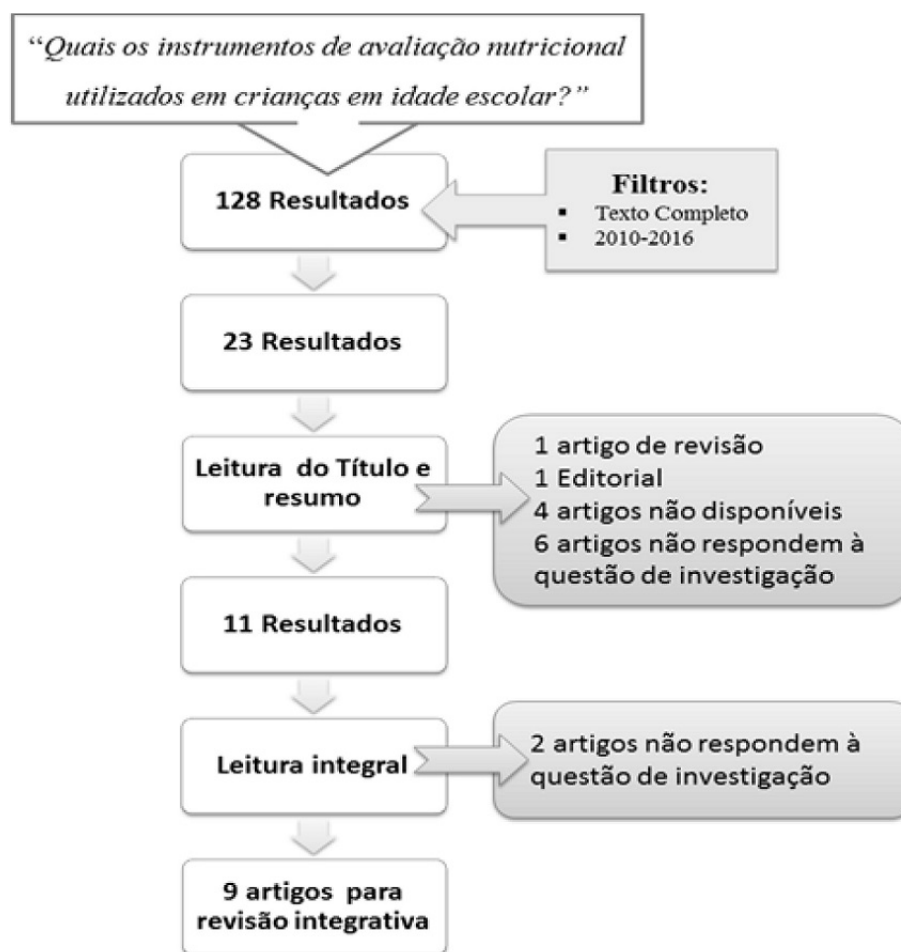 “Quais os instrumentos de avaliação nutricional
utilizados em crianças em idade escolar?”
128 Resultados
Filtros:
▪ Texto Completo
▪ 2010-2016
23 Resultados
Leitura do Título e
resumo
1 artigo de revisão
1 Editorial
4 artigos não disponíveis
6 artigos não respondem à
questão de investigação
11 Resultados
Leitura integral
2 artigos não respondem à
questão de investigação
9 artigos para
revisão integrativa